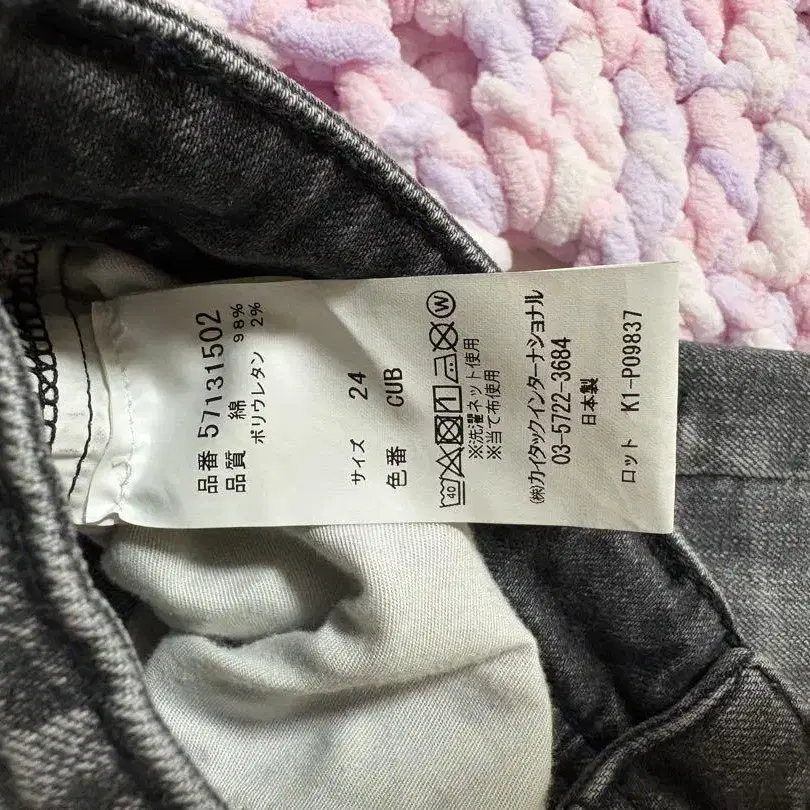 品番 57131502
品質 綿 98%
ポリウレタン 2%
サイズ 24
色番 CUB
40
W
※洗濯ネット使用
※当て布使用
㈱カイタックインターナショナル
03-5722-3684
日本製
ロット K1-P09837